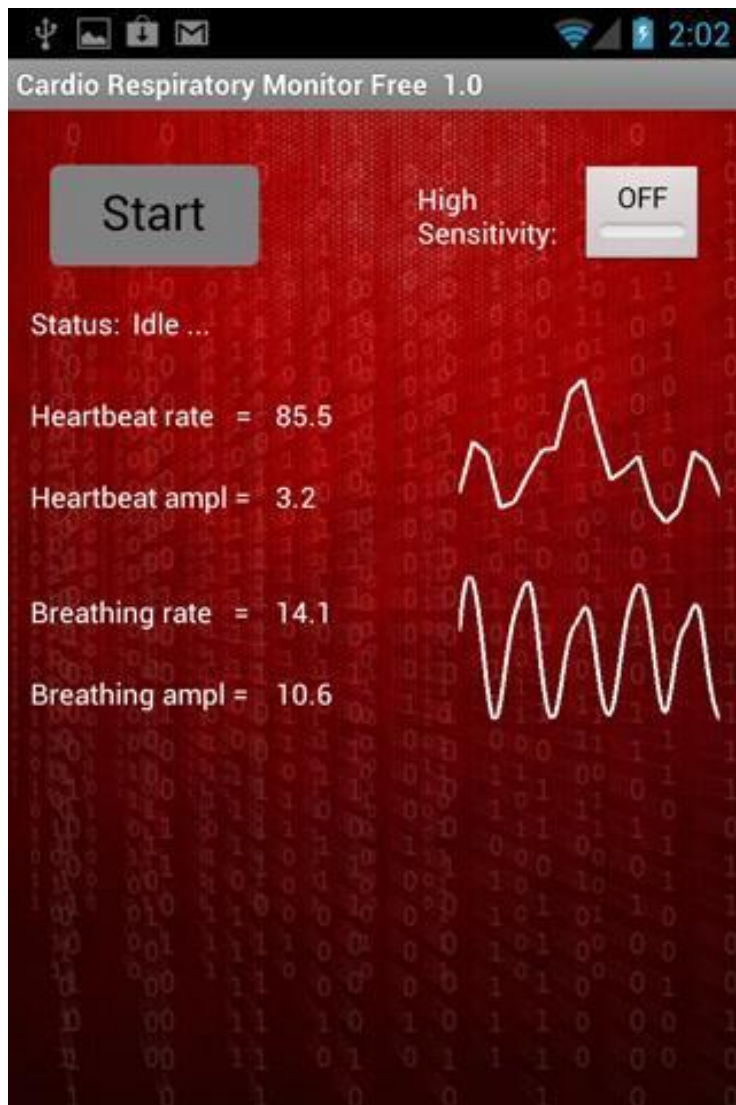 2:02
Cardio Respiratory Monitor Free 1.0
Start
High
Sensitivity:
OFF
Status: Idle ...
Heartbeat rate = 85.5
Heartbeat ampl = 3.2
Breathing rate = 14.1
Breathing ampl = 10.6